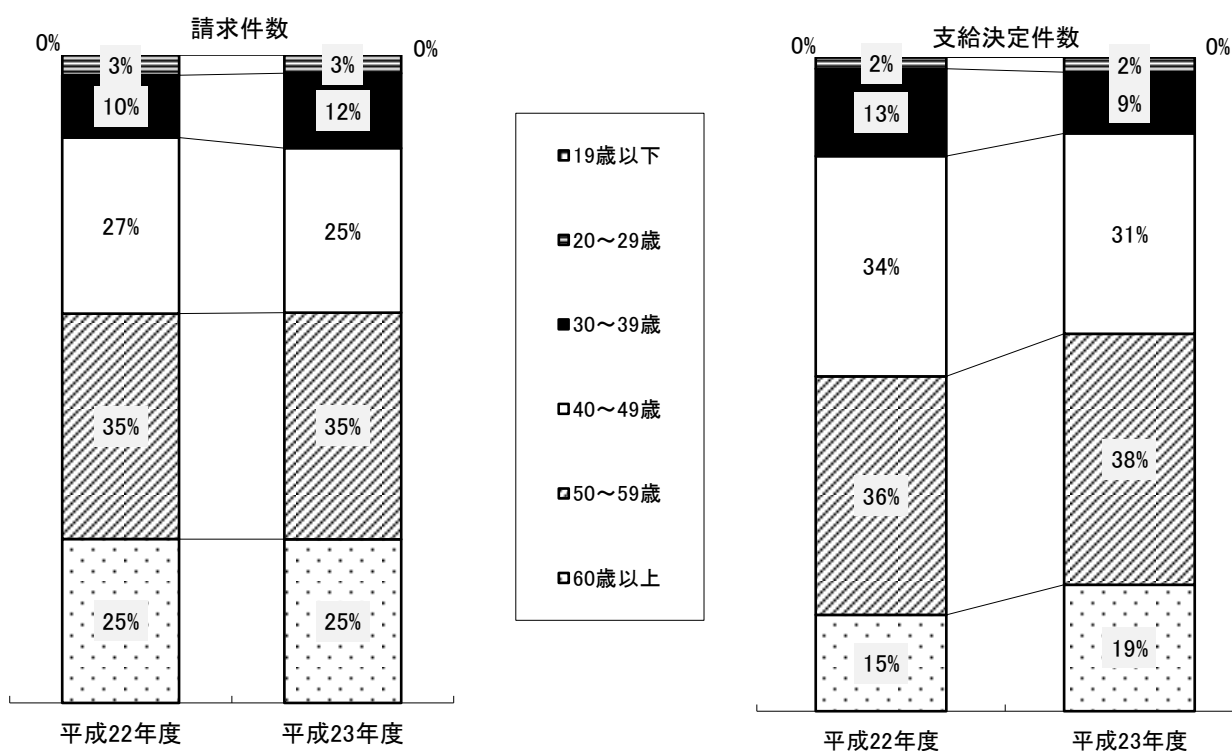 請求件数
0%
0%
3%
3%
10%
12%
27%
25%
35%
35%
25%
25%
平成22年度
平成23年度
19歳以下
20～29歳
30～39歳
40～49歳
50～59歳
60歳以上
支給決定件数
0%
0%
2%
2%
13%
9%
34%
31%
36%
38%
15%
19%
平成22年度
平成23年度